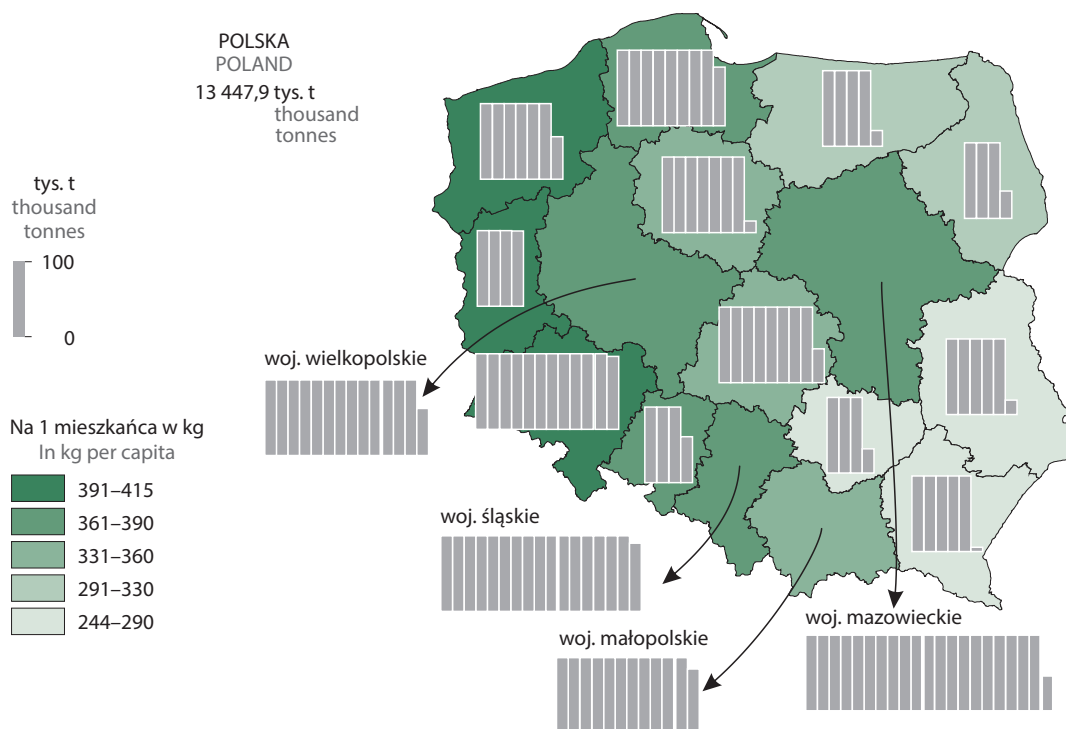 POLSKA
POLAND
13 447,9 tys. t
thousand
tonnes
tys. t
thousand
tonnes
100
0
woj. wielkopolskie
Na 1 mieszkańca w kg
In kg per capita
391–415
361–390
331–360
291–330
244–290
woj. śląskie
woj. małopolskie
woj. mazowieckie